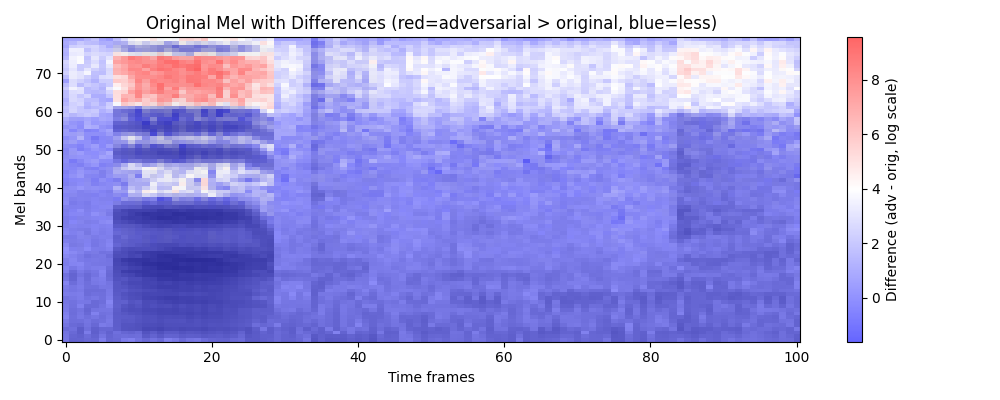 Original Mel with Differences (red=adversarial > original, blue=less)
Mel bands
70
60
50
40
30
20
10
0
0 20 40 60 80 100
Time frames
8
6
4
2
0
Difference (adv - orig, log scale)